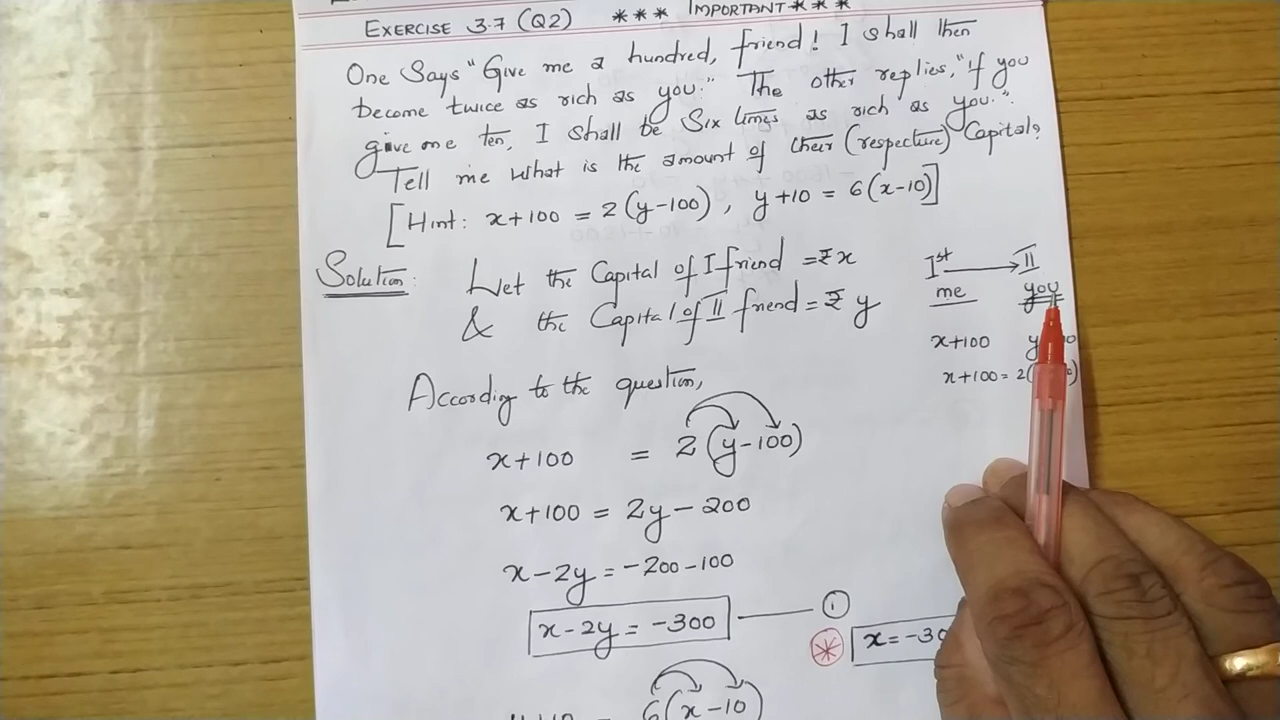 EXERCISE 3.7 (Q2) *** IMPORTANT ***
One Says "Give me a hundred, friend! I shall then
become twice as rich as you." The other replies, "if you
give me ten, I shall be Six times as rich as you.".
Tell me what is the amount of their (respective) Capital?
[Hint: x+100 = 2(y-100), y+10 = 6(x-10)]
Solution: Let the Capital of I friend = ₹ x
& the Capital of II friend = ₹ y
Ist → II
me you
x+100
x+100 = 2(
According to the question,
x+100 = 2(y-100)
x+100 = 2y-200
x-2y = -200-100
x-2y = -300 — ①
* x = -30
6(x-10)